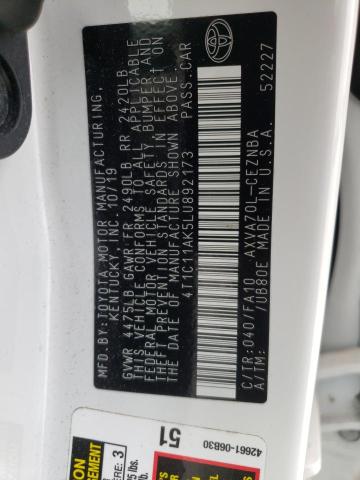 MFD.BY:TOYOTA MOTOR MANUFACTURING,
KENTUCKY, INC. 10/19
GVWR 4475LB GAWR FR 2490LB RR 2420LB
THIS VEHICLE CONFORMS TO ALL APPLICABLE
FEDERAL MOTOR VEHICLE SAFETY, BUMPER, AND
THEFT PREVENTION STANDARDS IN EFFECT ON
THE DATE OF MANUFACTURE SHOWN ABOVE.
4T1C11AK5LU892173 PASS.CAR
C/TR: 040/FA10 AXVA70L-CEZNBA
A/TM: /UB80E MADE IN U.S.A.
52227
42661-06B30
51